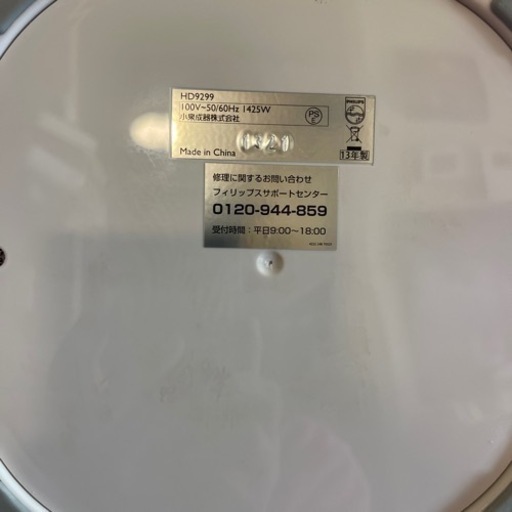 HD9299
100V~50/60Hz 1425W
小泉成器株式会社
Made in China
PS
E
PHILIPS
13年製
修理に関するお問い合わせ
フィリップスサポートセンター
0120-944-859
受付時間：平日9:00～18:00